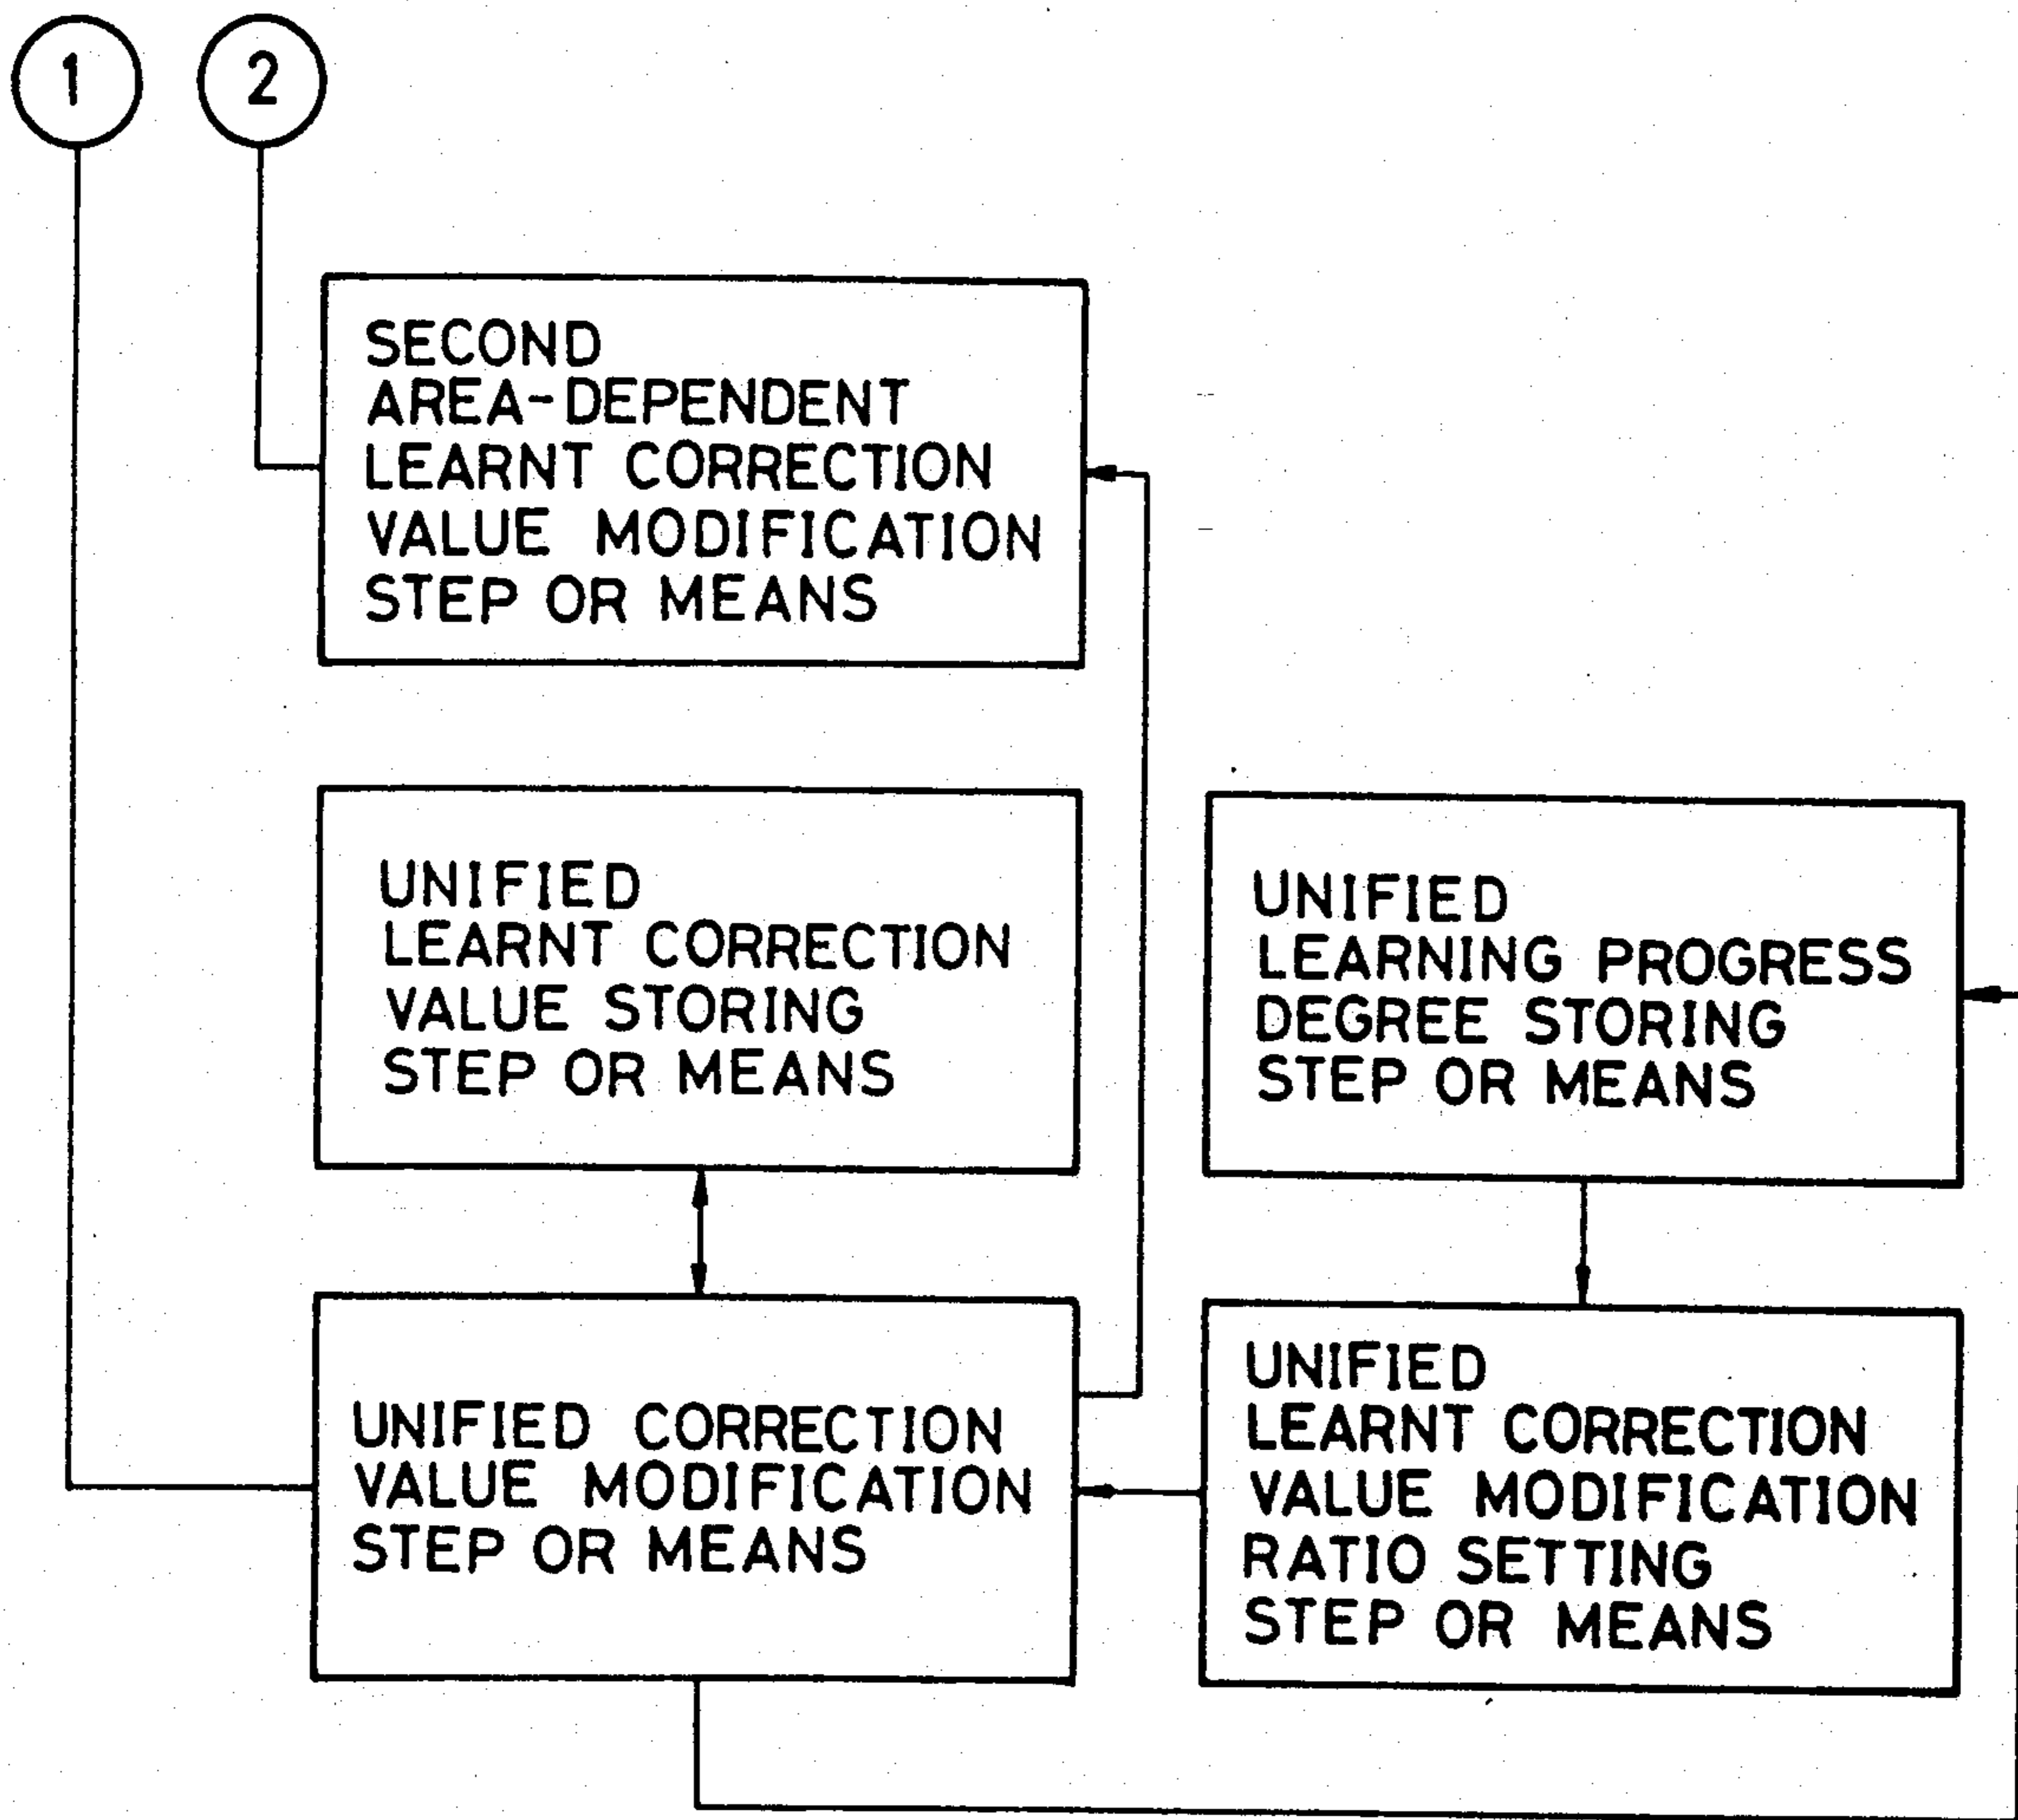 1
2
SECOND
AREA-DEPENDENT
LEARNT CORRECTION
VALUE MODIFICATION
STEP OR MEANS
UNIFIED
LEARNT CORRECTION
VALUE STORING
STEP OR MEANS
UNIFIED
LEARNING PROGRESS
DEGREE STORING
STEP OR MEANS
UNIFIED CORRECTION
VALUE MODIFICATION
STEP OR MEANS
UNIFIED
LEARNT CORRECTION
VALUE MODIFICATION
RATIO SETTING
STEP OR MEANS